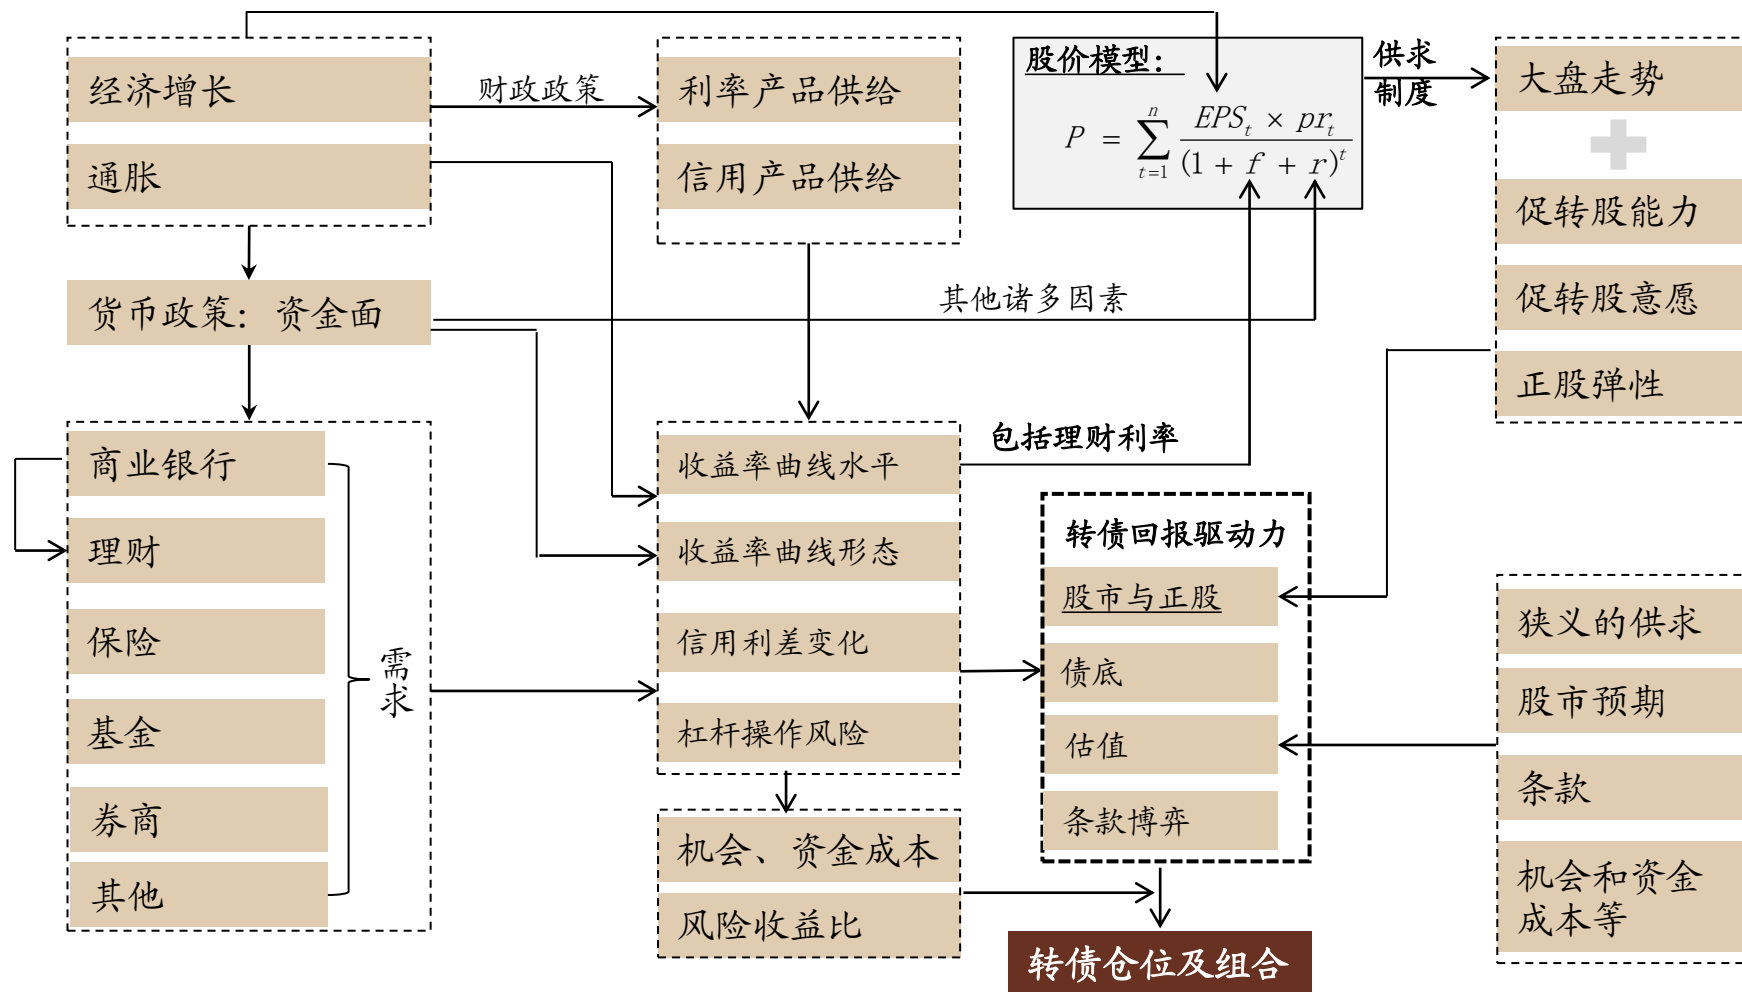 经济增长
通胀
财政政策
利率产品供给
信用产品供给
股价模型：
P = \sum_{t=1}^{n} \frac{EPS_t × pr_t}{(1 + f + r)^t}
供求
制度
大盘走势
促转股能力
促转股意愿
正股弹性
货币政策：资金面
其他诸多因素
商业银行
理财
保险
基金
券商
其他
需求
收益率曲线水平
收益率曲线形态
信用利差变化
杠杆操作风险
包括理财利率
转债回报驱动力
股市与正股
债底
估值
条款博弈
狭义的供求
股市预期
条款
机会和资金
成本等
机会、资金成本
风险收益比
转债仓位及组合